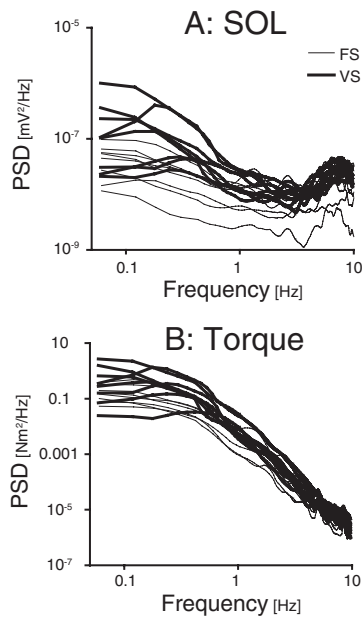 A: SOL
10⁻⁵
FS
VS
PSD [mV²/Hz]
10⁻⁷
10⁻⁹
0.1 1 10
Frequency [Hz]
B: Torque
10
0.1
PSD [Nm²/Hz]
0.001
10⁻⁵
10⁻⁷
0.1 1 10
Frequency [Hz]